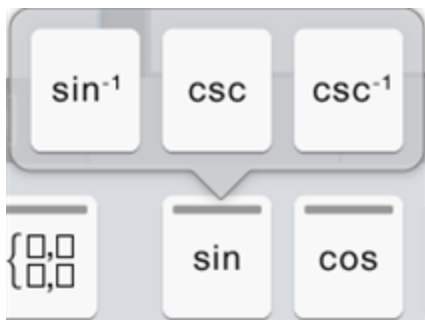 sin⁻¹ csc csc⁻¹
{▯,▯ ▯,▯ sin cos